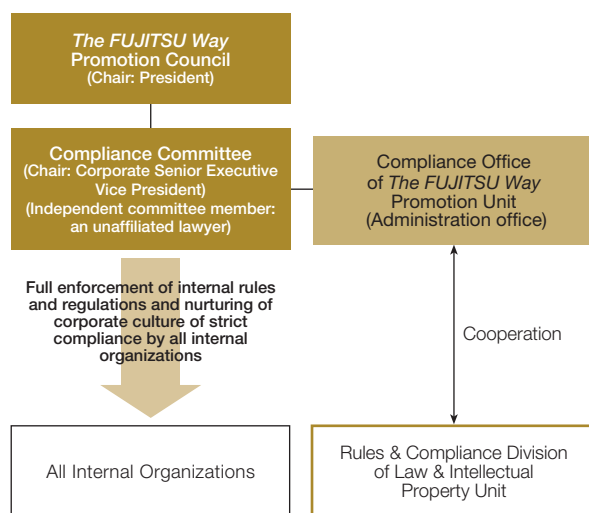 The FUJITSU Way
Promotion Council
(Chair: President)
Compliance Committee
(Chair: Corporate Senior Executive
Vice President)
(Independent committee member:
an unaffiliated lawyer)
Compliance Office
of The FUJITSU Way
Promotion Unit
(Administration office)
Full enforcement of internal rules
and regulations and nurturing of
corporate culture of strict
compliance by all internal
organizations
Cooperation
All Internal Organizations
Rules & Compliance Division
of Law & Intellectual
Property Unit